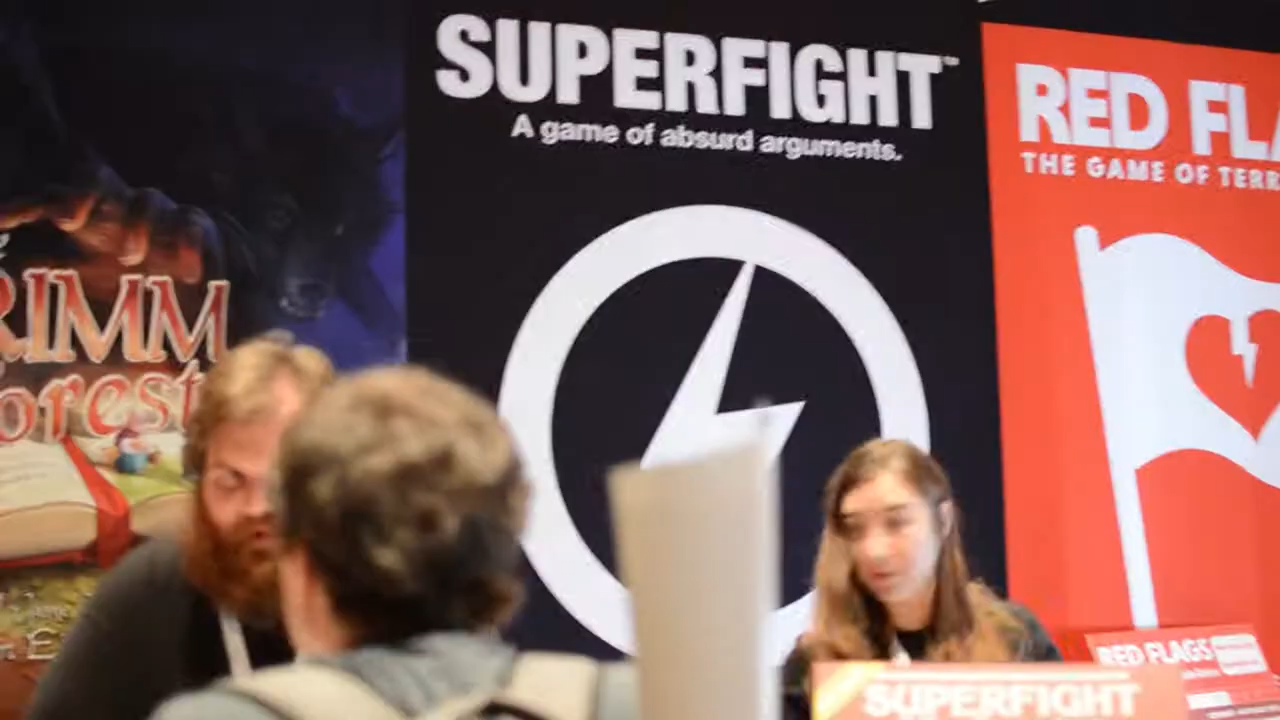 RIMM
orest
SUPERFIGHT™
A game of absurd arguments.
RED FLA
THE GAME OF TERR
RED FLAGS
SUPERFIGHT